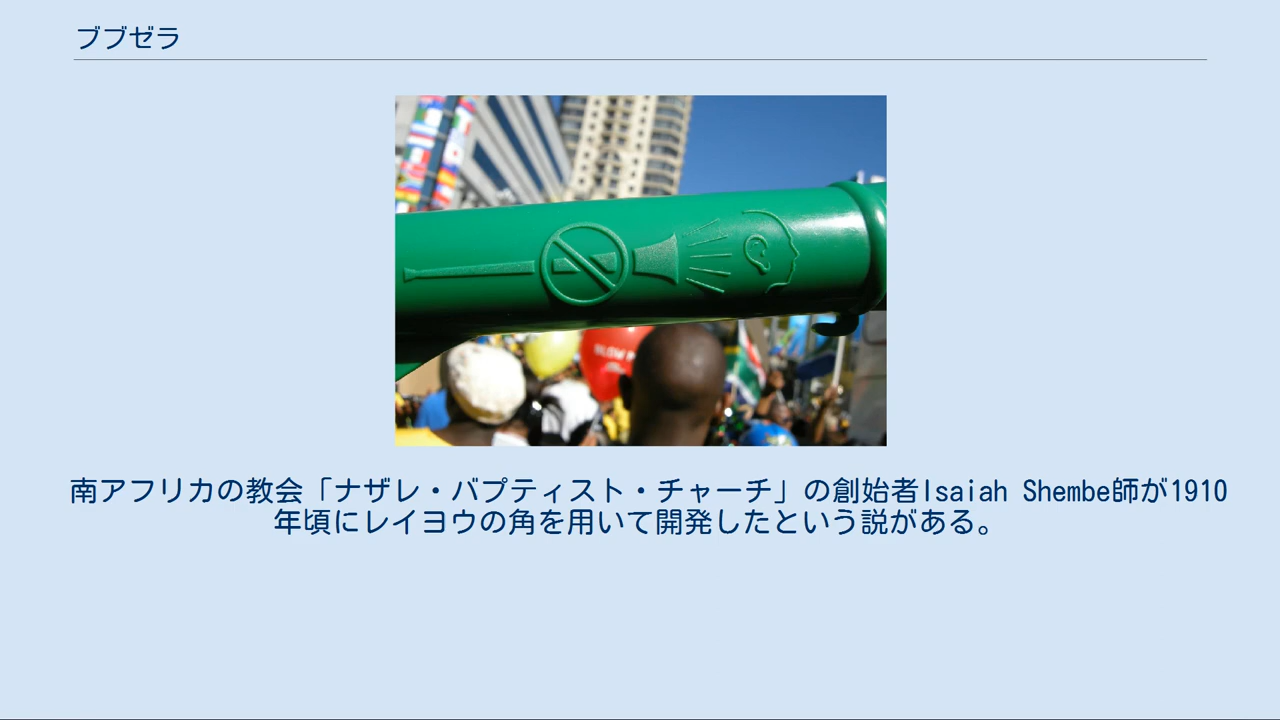 ブブゼラ
南アフリカの教会「ナザレ・バプティスト・チャーチ」の創始者Isaiah Shembe師が1910
年頃にレイヨウの角を用いて開発したという説がある。